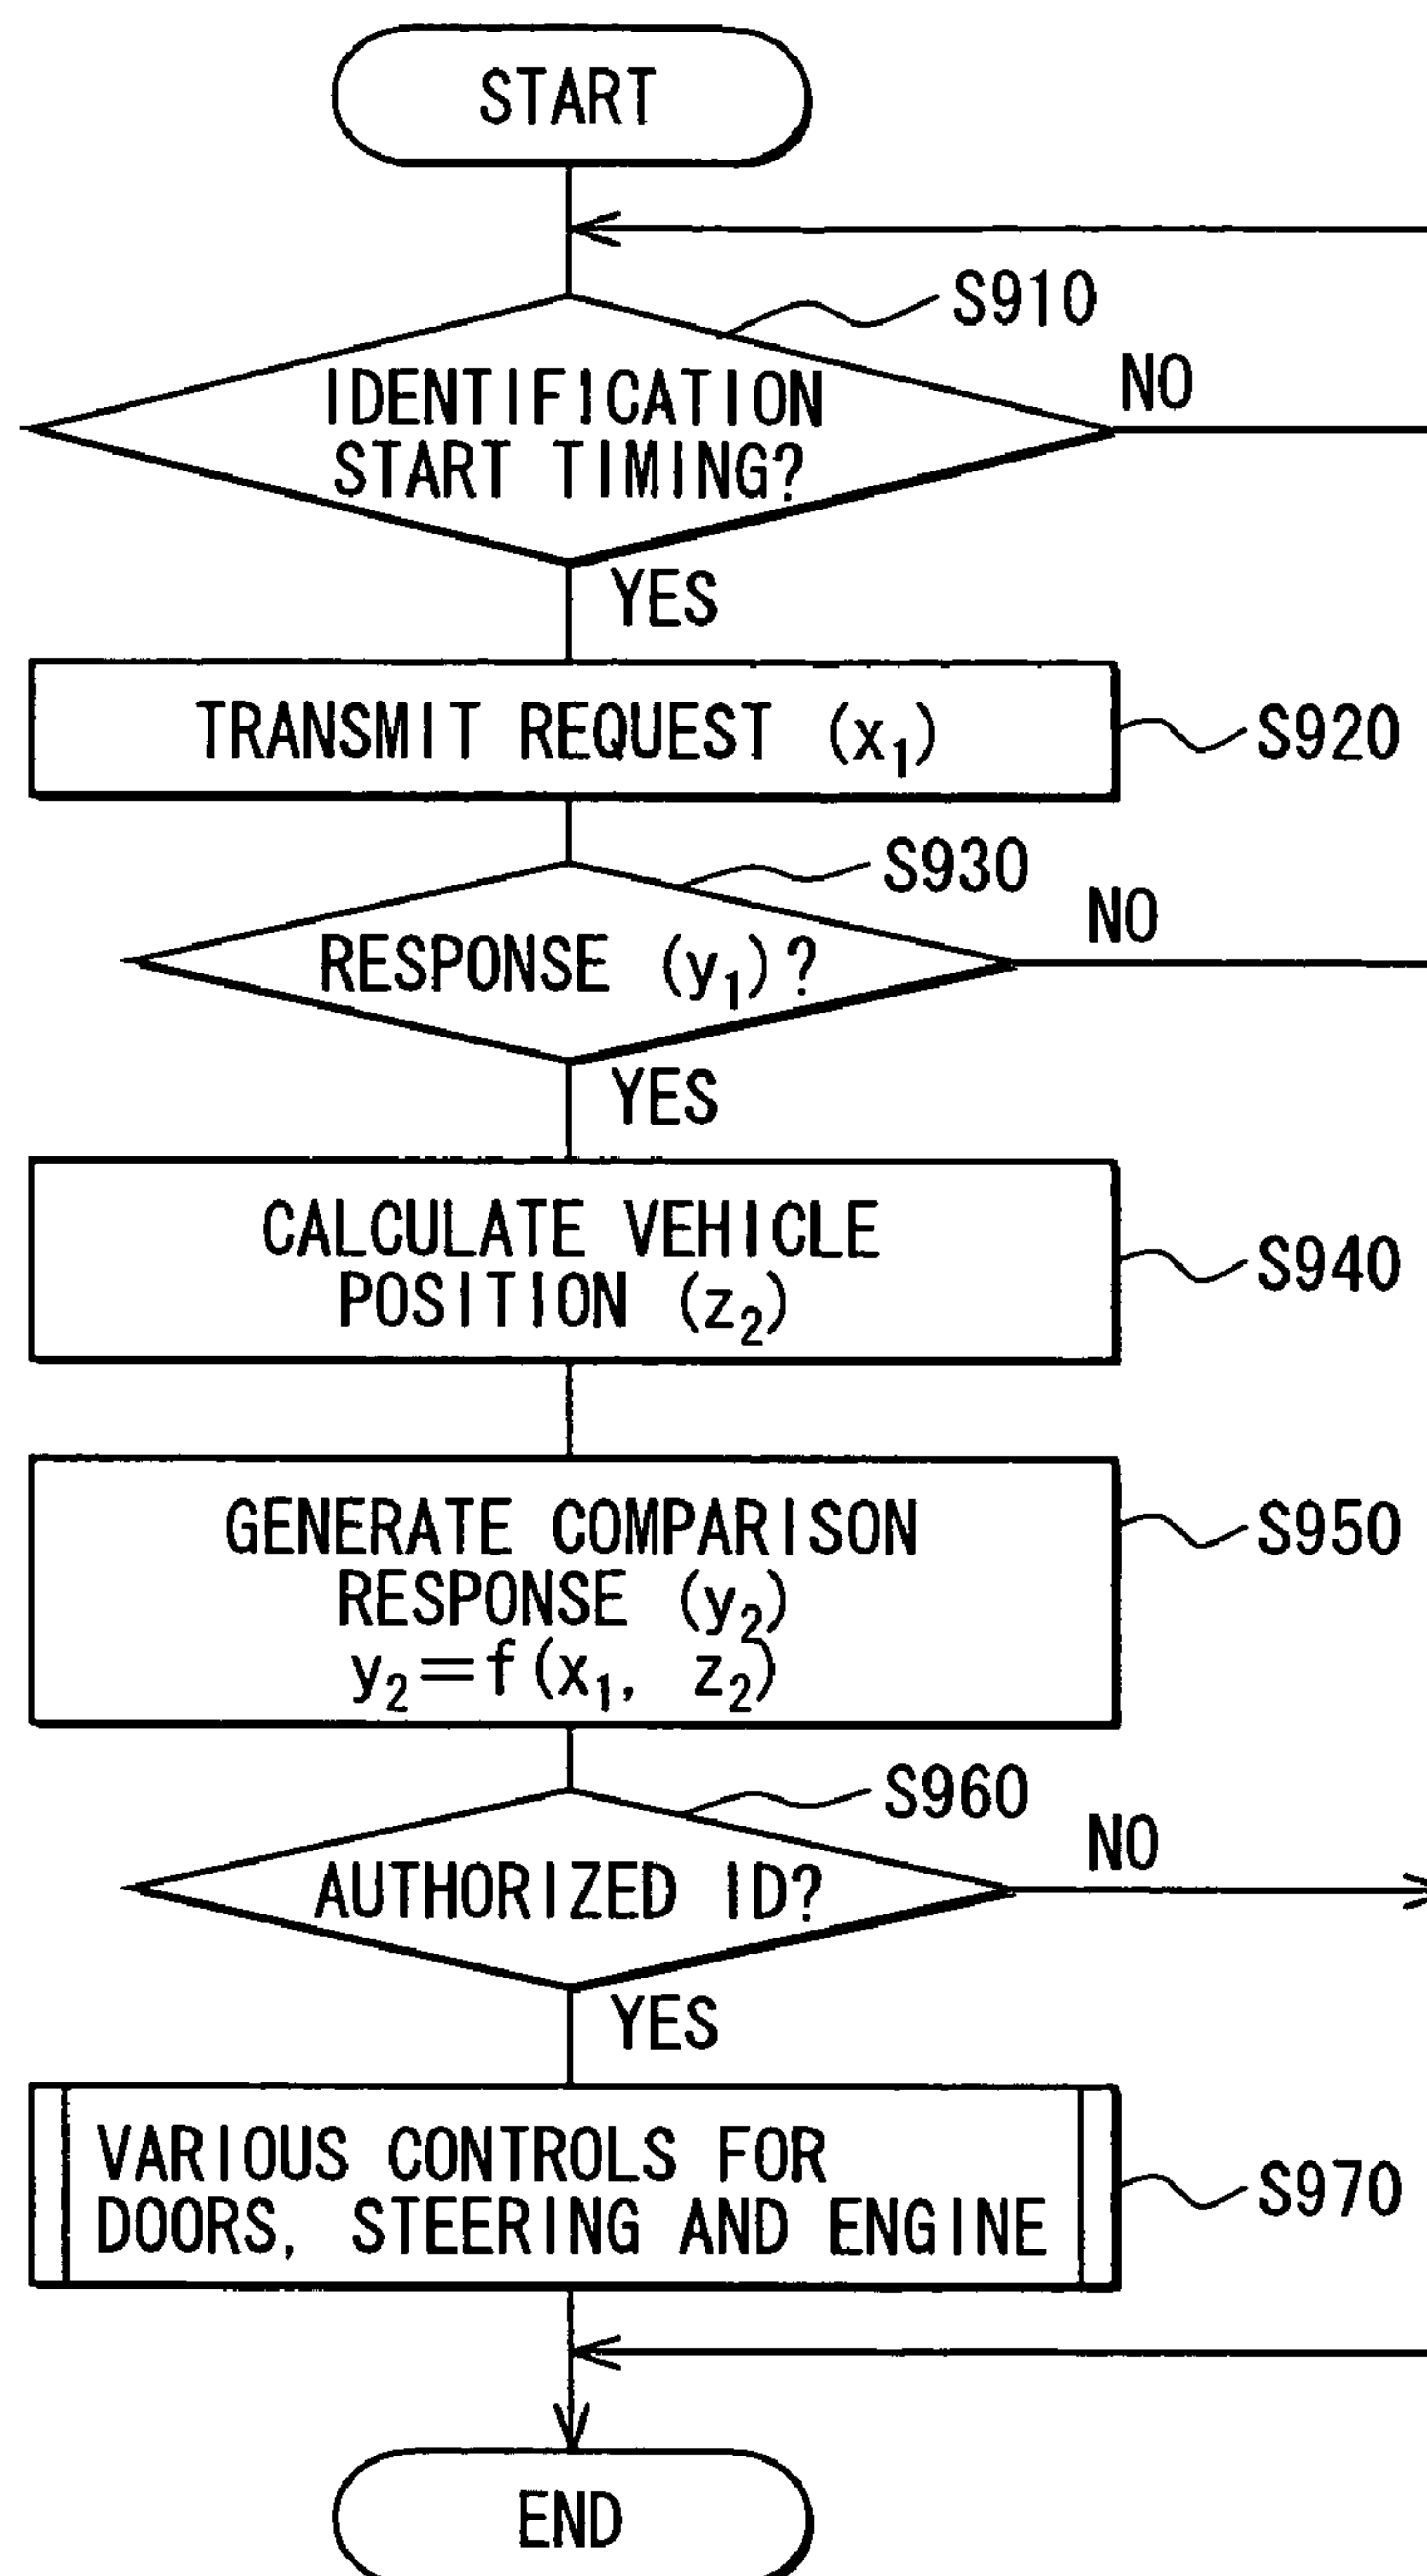 START
S910
IDENTIFICATION
START TIMING?
NO
YES
TRANSMIT REQUEST (x₁)
S920
S930
RESPONSE (y₁)?
NO
YES
CALCULATE VEHICLE
POSITION (z₂)
S940
GENERATE COMPARISON
RESPONSE (y₂)
y₂=f(x₁, z₂)
S950
S960
AUTHORIZED ID?
NO
YES
VARIOUS CONTROLS FOR
DOORS, STEERING AND ENGINE
S970
END